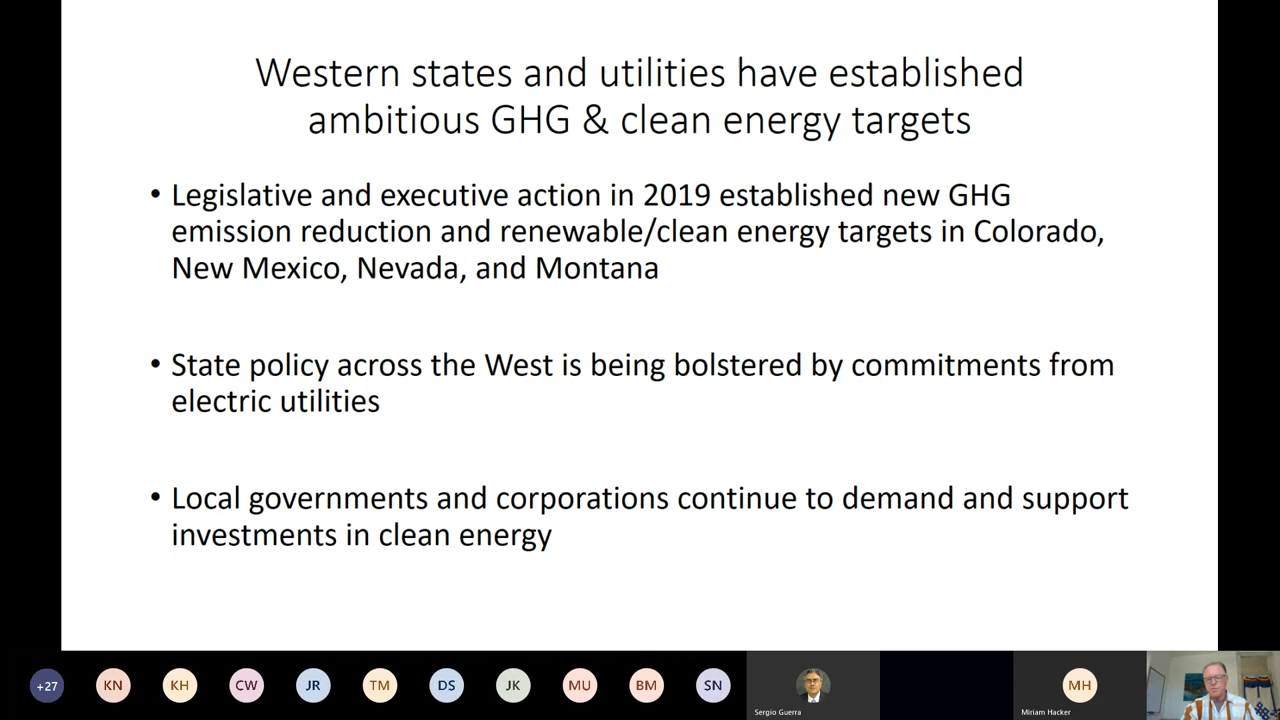 Western states and utilities have established
ambitious GHG & clean energy targets
• Legislative and executive action in 2019 established new GHG
emission reduction and renewable/clean energy targets in Colorado,
New Mexico, Nevada, and Montana
• State policy across the West is being bolstered by commitments from
electric utilities
• Local governments and corporations continue to demand and support
investments in clean energy
+27 KN KH CW JR TM DS JK MU BM SN MH
Sergio Guerra Miriam Hacker